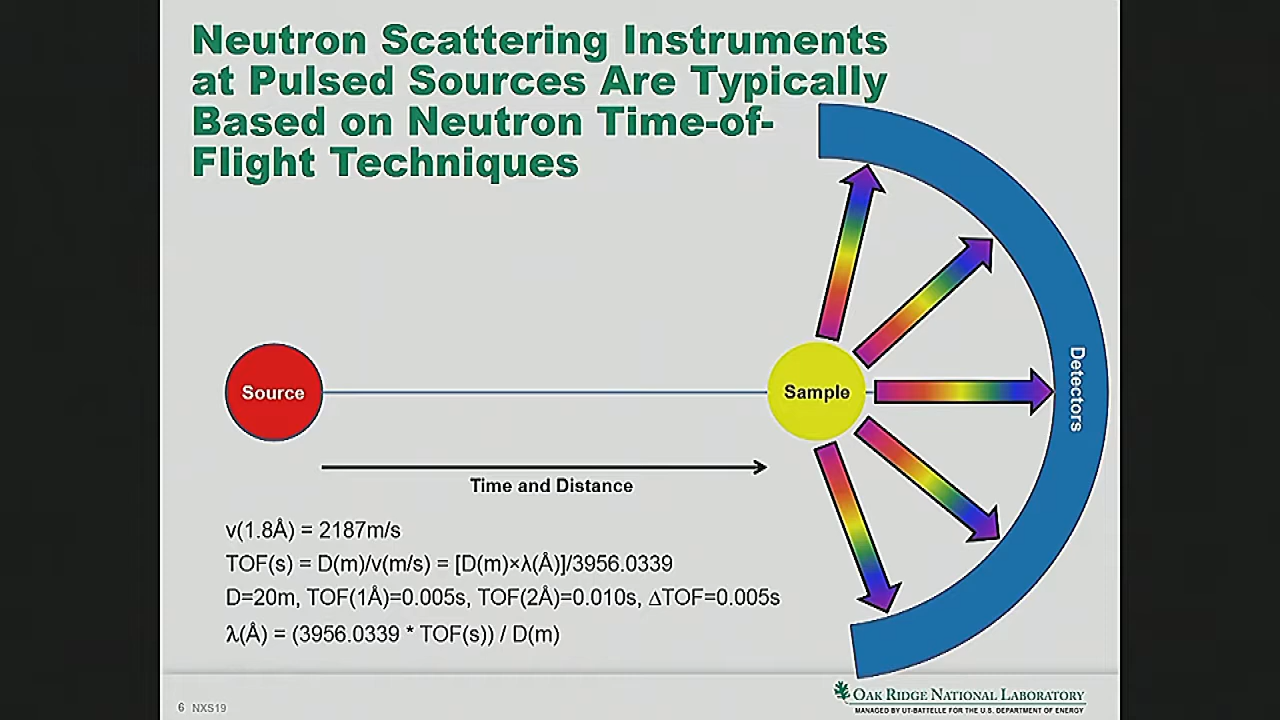 Neutron Scattering Instruments
at Pulsed Sources Are Typically
Based on Neutron Time-of-
Flight Techniques
Source
Sample
Detectors
Time and Distance
v(1.8Å) = 2187m/s
TOF(s) = D(m)/v(m/s) = [D(m)×λ(Å)]/3956.0339
D=20m, TOF(1Å)=0.005s, TOF(2Å)=0.010s, ΔTOF=0.005s
λ(Å) = (3956.0339 * TOF(s)) / D(m)
6 NXS19
OAK RIDGE NATIONAL LABORATORY
MANAGED BY UT-BATTELLE FOR THE U.S. DEPARTMENT OF ENERGY